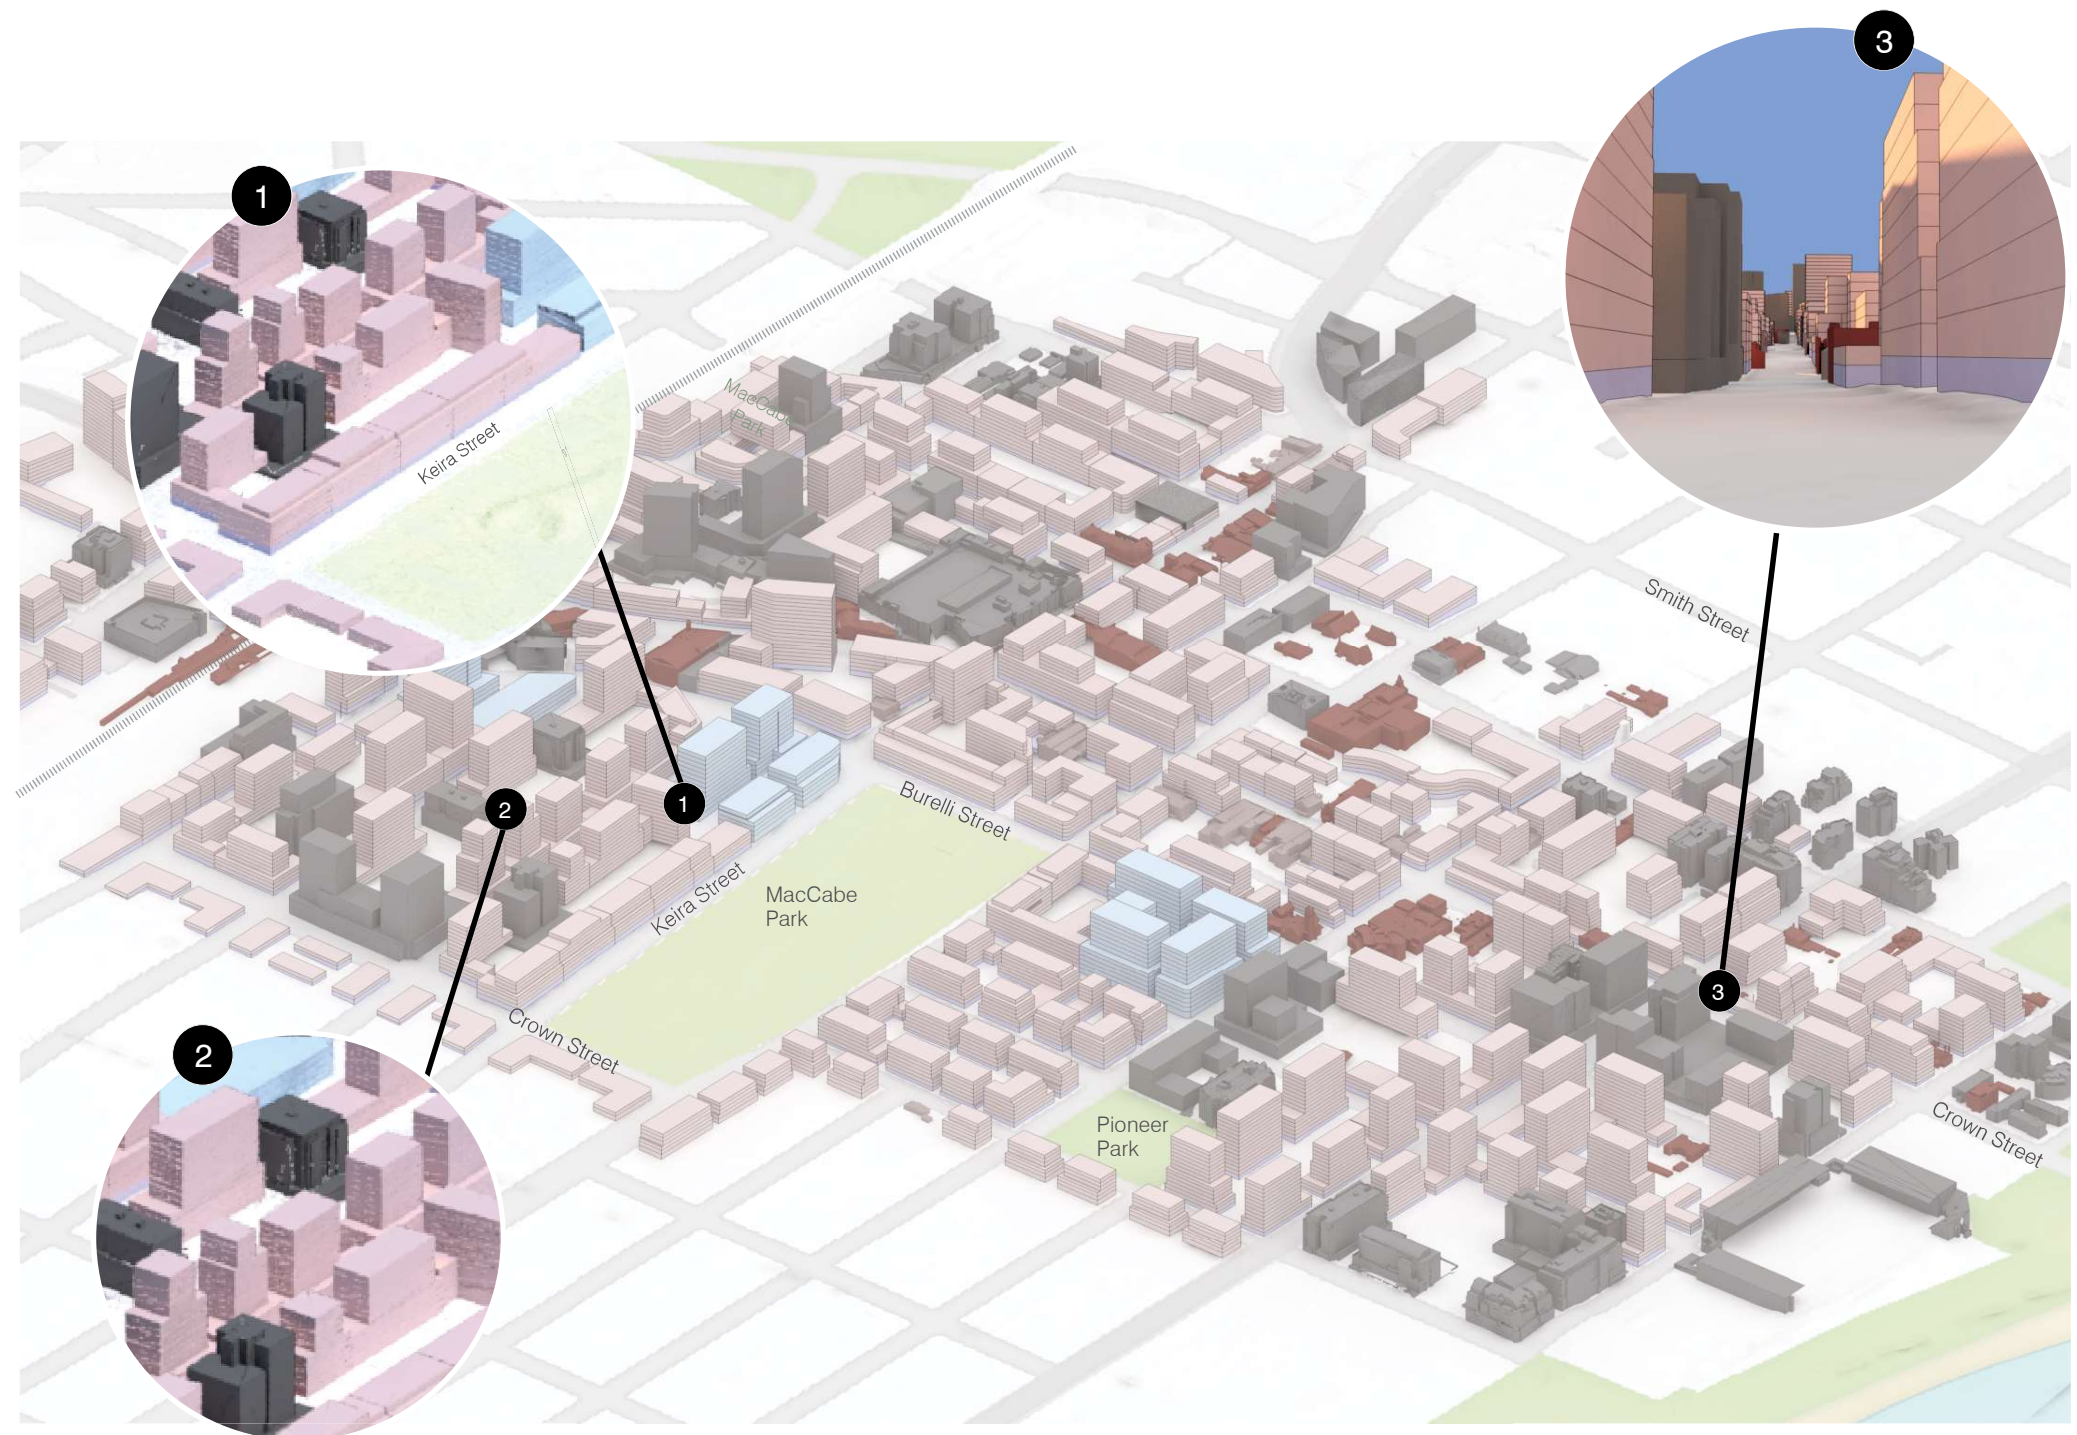 3
1
MacCabe
Park
Keira Street
Smith Street
2
1
Burelli Street
Keira Street
MacCabe
Park
3
Crown Street
2
Pioneer
Park
Crown Street